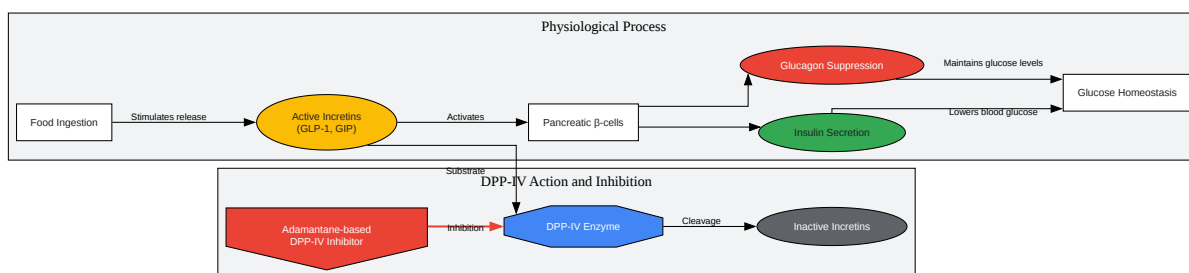 Physiological Process
Glucagon Suppression
Maintains glucose levels
Glucose Homeostasis
Food Ingestion
Stimulates release
Active Incretins
(GLP-1, GIP)
Activates
Pancreatic β-cells
Insulin Secretion
Lowers blood glucose
Substrate
DPP-IV Action and Inhibition
Adamantane-based
DPP-IV Inhibitor
Inhibition
DPP-IV Enzyme
Cleavage
Inactive Incretins